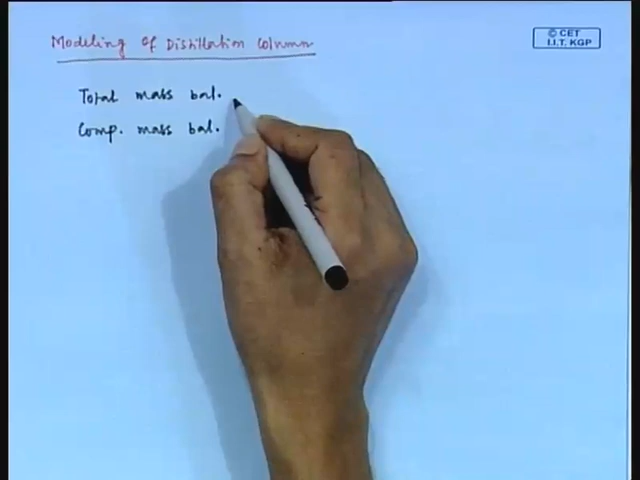 Modeling of Distillation Column
© CET
I.I.T. KGP
Total mass bal.
Comp. mass bal.